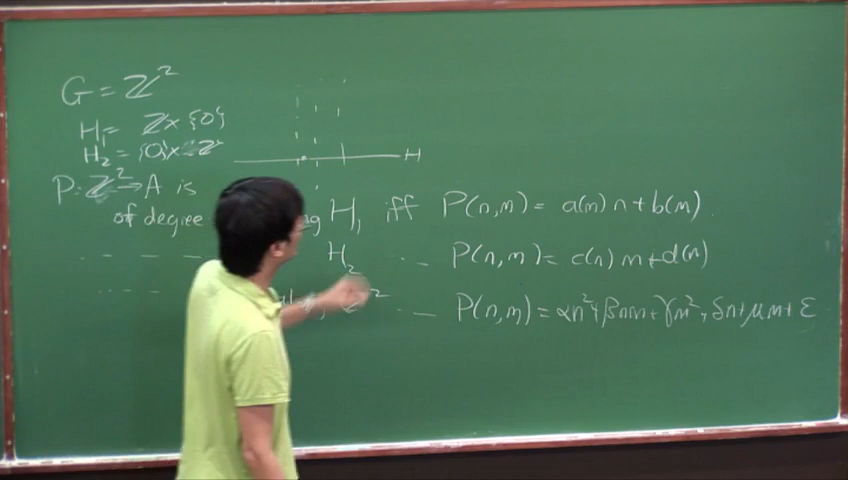 G = ℤ²
H₁ = ℤ × {0}
H₂ = {0} × ℤ
H
P: ℤ² → A is
of degree H₁ iff P(n,m) = a(m) n + b(m).
H₂ P(n,m) = c(n) m + d(n)
P(n,m) = αn² + βnm + γm² + δn + μm + ε